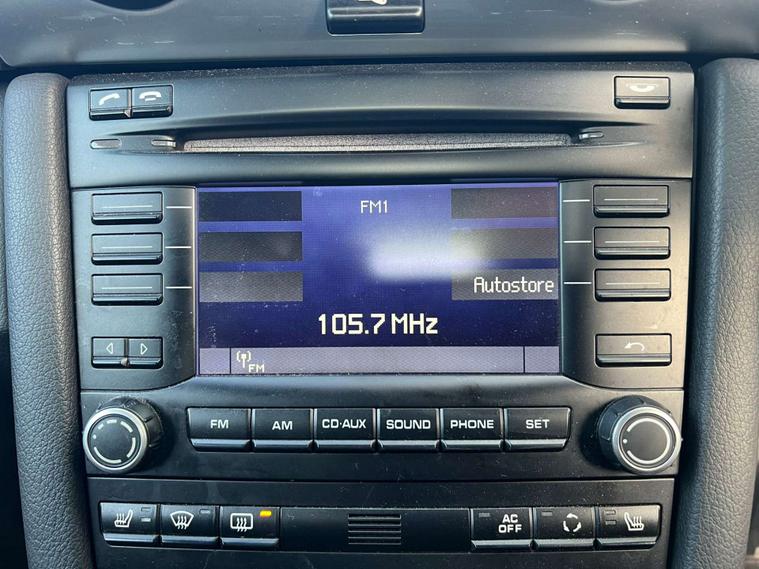 FM1
Autostore
105.7 MHz
FM
FM
AM
CD·AUX
SOUND
PHONE
SET
AC
OFF